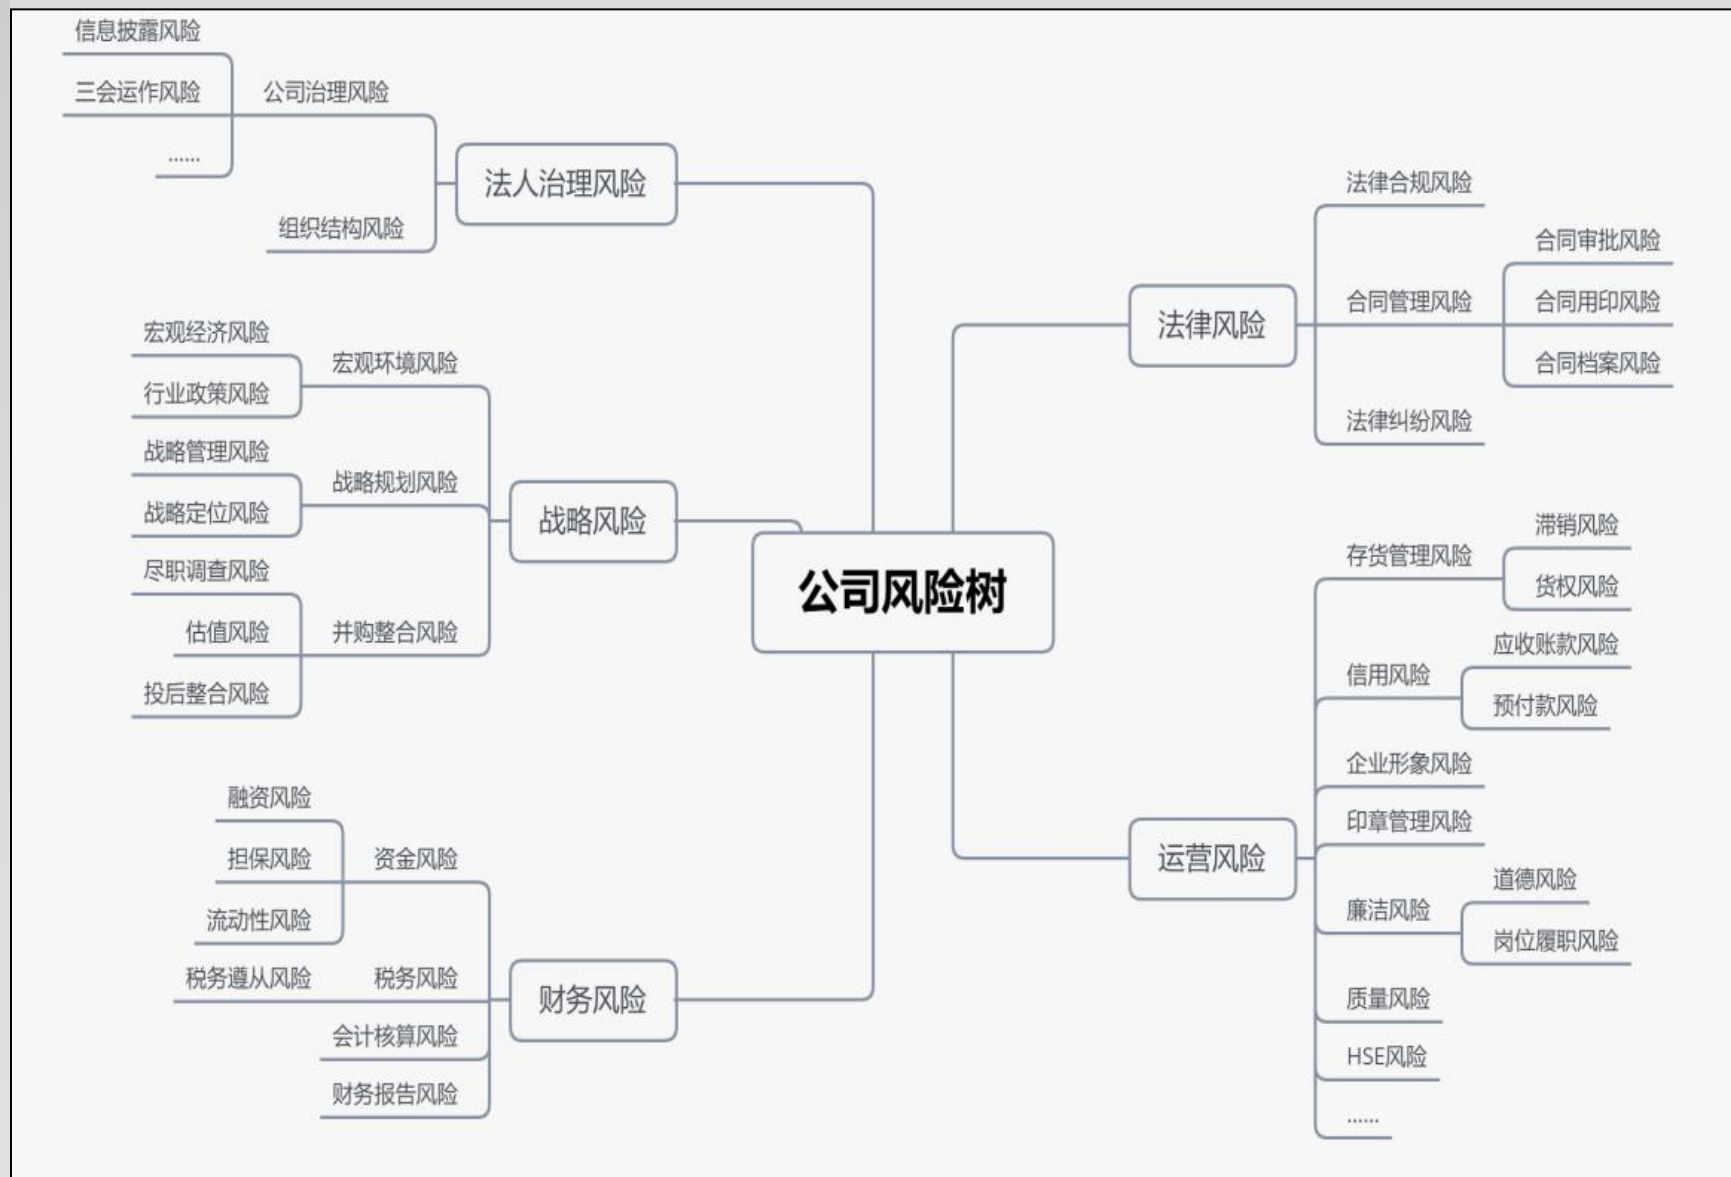 公司风险树
法人治理风险
公司治理风险
信息披露风险
三会运作风险
......
组织结构风险
战略风险
宏观环境风险
宏观经济风险
行业政策风险
战略规划风险
战略管理风险
战略定位风险
并购整合风险
尽职调查风险
估值风险
投后整合风险
财务风险
资金风险
融资风险
担保风险
流动性风险
税务风险
税务遵从风险
会计核算风险
财务报告风险
法律风险
法律合规风险
合同管理风险
合同审批风险
合同用印风险
合同档案风险
法律纠纷风险
运营风险
存货管理风险
滞销风险
货权风险
信用风险
应收账款风险
预付款风险
企业形象风险
印章管理风险
廉洁风险
道德风险
岗位履职风险
质量风险
HSE风险
......